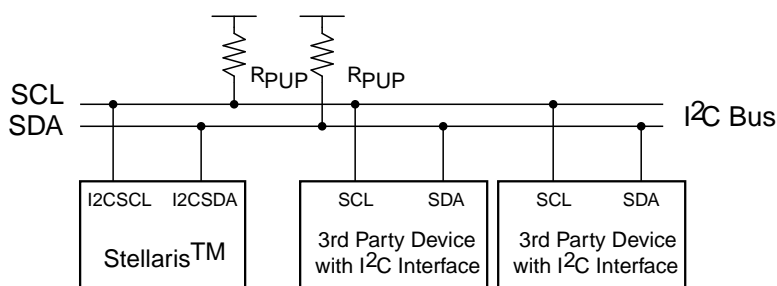 RPUP RPUP
SCL
SDA
I2C Bus
I2CSCL I2CSDA SCL SDA SCL SDA
Stellaris™
3rd Party Device
with I2C Interface
3rd Party Device
with I2C Interface